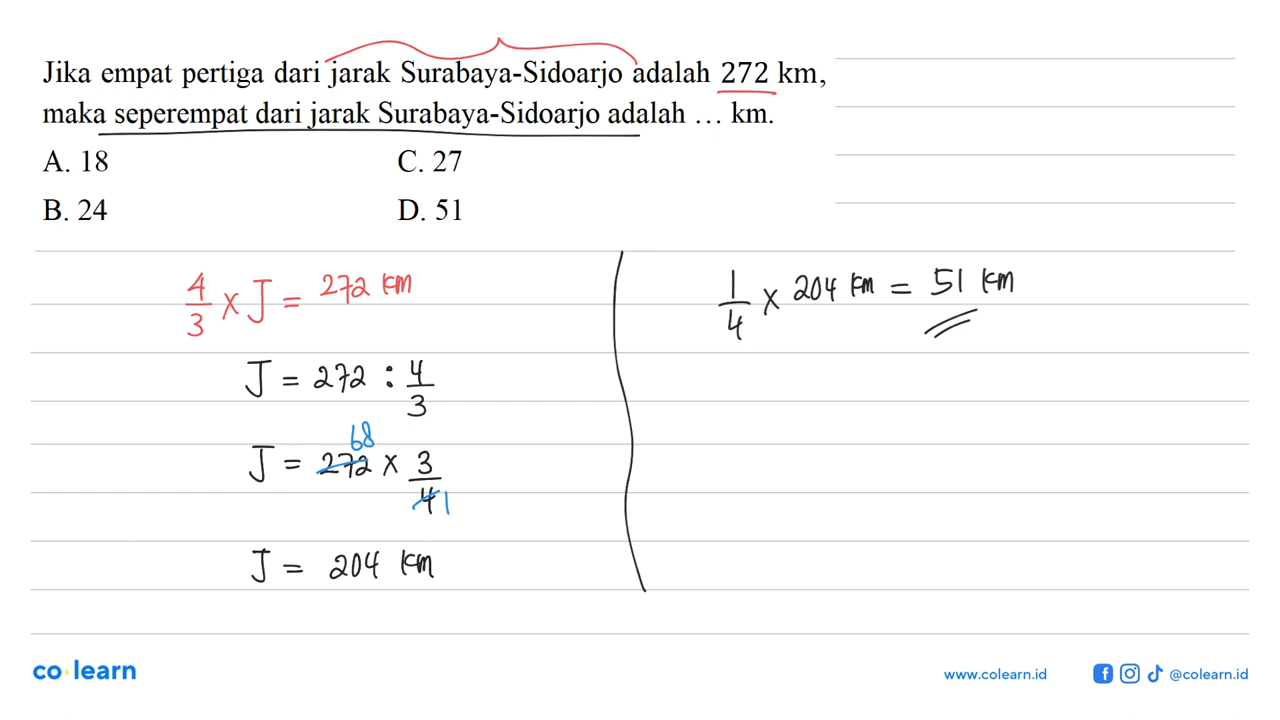 Jika empat pertiga dari jarak Surabaya-Sidoarjo adalah 272 km,
maka seperempat dari jarak Surabaya-Sidoarjo adalah ... km.
A. 18 C. 27
B. 24 D. 51
4/3 x J = 272 km
J = 272 : 4/3
J = 272 x 3/4
68
1
J = 204 km
1/4 x 204 km = 51 km
co learn
www.colearn.id @colearn.id